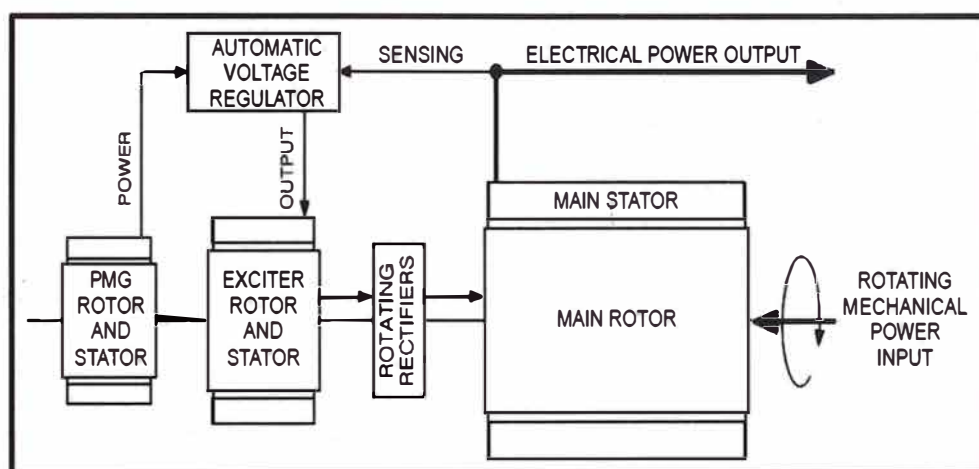 AUTOMATIC
VOLTAGE
REGULATOR
SENSING
ELECTRICAL POWER OUTPUT
POWER
OUTPUT
MAIN STATOR
PMG
ROTOR
AND
STATOR
EXCITER
ROTOR
AND
STATOR
ROTATING
RECTIFIERS
MAIN ROTOR
ROTATING
MECHANICAL
POWER
INPUT